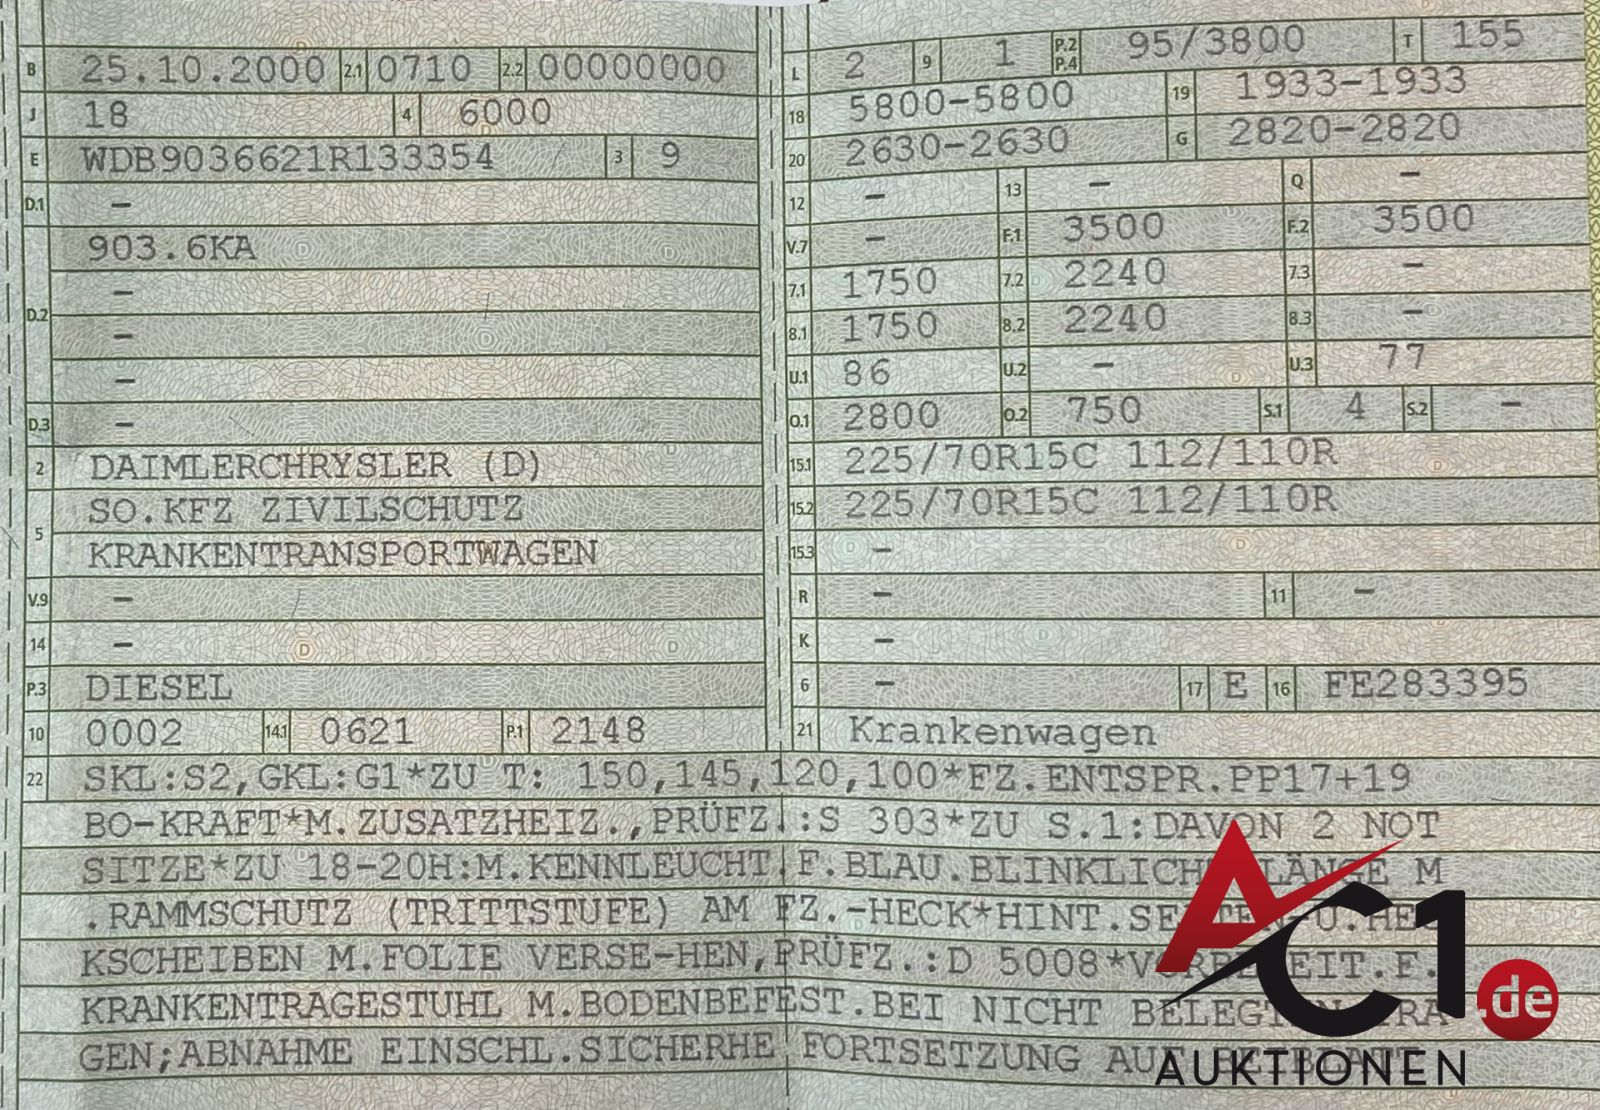 B 25.10.2000 2.1 0710 2.2 00000000
J 18 4 6000
E WDB9036621R133354 3 9
D.1 –
903.6KA
–
D.2
–
–
D.3 –
2 DAIMLERCHRYSLER (D)
SO.KFZ ZIVILSCHUTZ
5
KRANKENTRANSPORTWAGEN
V.9 –
14 –
P.3 DIESEL
10 0002 14.1 0621 P.1 2148
L 2 9 1 P.2 P.4 95/3800 T 155
18 5800-5800 19 1933-1933
20 2630-2630 G 2820-2820
12 – 13 – Q –
V.7 – F.1 3500 F.2 3500
7.1 1750 7.2 2240 7.3 –
8.1 1750 8.2 2240 8.3 –
U.1 86 U.2 – U.3 77
O.1 2800 O.2 750 S.1 4 S.2 –
15.1 225/70R15C 112/110R
15.2 225/70R15C 112/110R
15.3 –
R – 11 –
K –
6 – 17 E 16 FE283395
21 Krankenwagen
22 SKL:S2,GKL:G1*ZU T: 150,145,120,100*FZ.ENTSPR.PP17+19
BO-KRAFT*M.ZUSATZHEIZ.,PRÜFZ.:S 303*ZU S.1:DAVON 2 NOT
SITZE*ZU 18-20H:M.KENNLEUCHT.F.BLAU.BLINKLICH LÄNGE M
.RAMMSCHUTZ (TRITTSTUFE) AM FZ.-HECK*HINT.
KSCHEIBEN M.FOLIE VERSE-HEN,PRÜFZ.:D 5008*
KRANKENTRAGESTUHL M.BODENBEFEST.BEI NICHT
GEN;ABNAHME EINSCHL.SICHERHE FORTSETZUNG AUF
AC1.de
AUKTIONEN